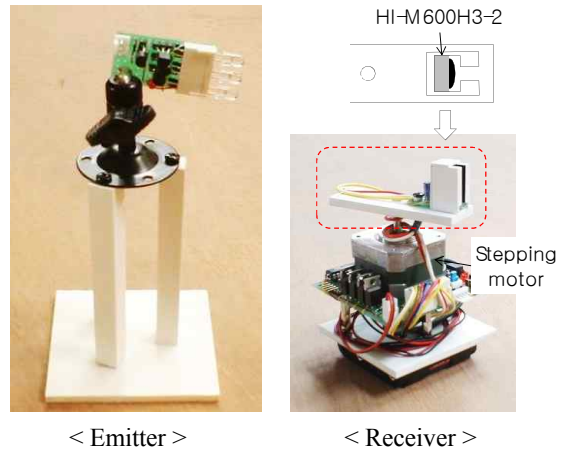 HI-M600H3-2
Stepping
motor
< Emitter >
< Receiver >